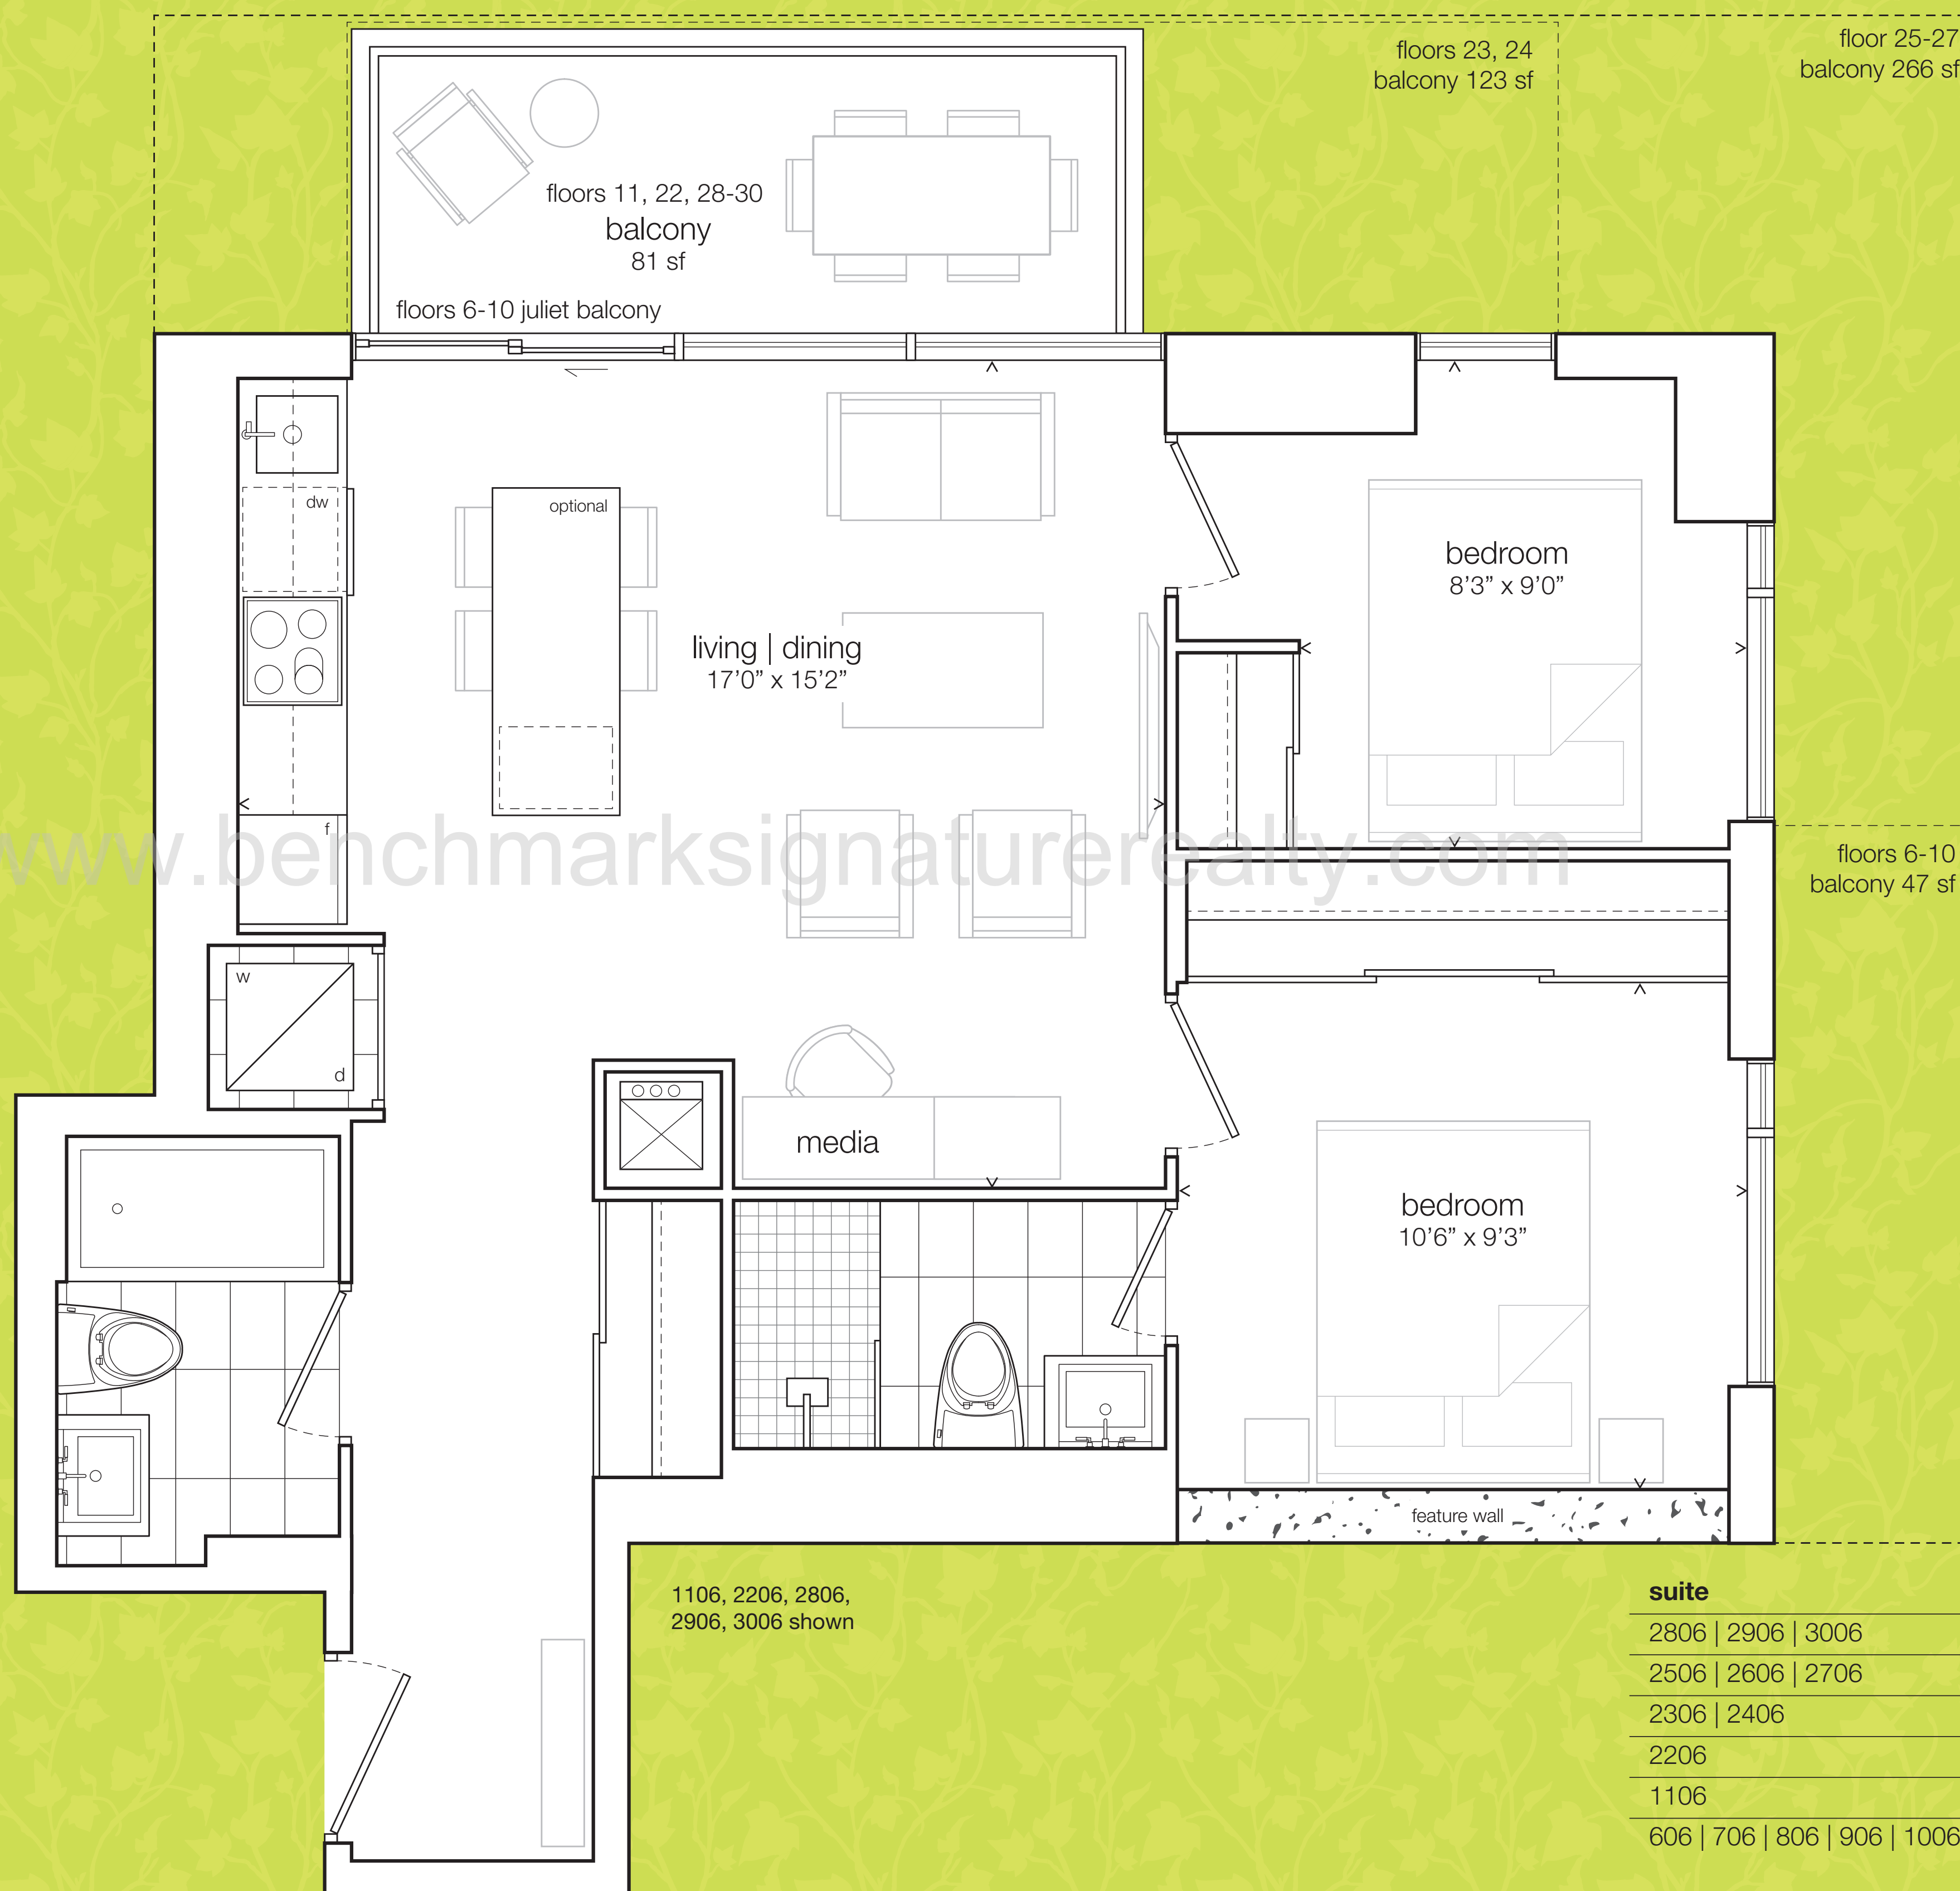 floors 23, 24
balcony 123 sf
floor 25-27
balcony 266 sf
floors 11, 22, 28-30
balcony
81 sf
floors 6-10 juliet balcony
dw
optional
bedroom
8’3” x 9’0”
living | dining
17’0” x 15’2”
f
www.benchmarksignaturerealty.com
floors 6-10
balcony 47 sf
w
d
media
bedroom
10’6” x 9’3”
feature wall
1106, 2206, 2806,
2906, 3006 shown
suite
2806 | 2906 | 3006
2506 | 2606 | 2706
2306 | 2406
2206
1106
606 | 706 | 806 | 906 | 1006